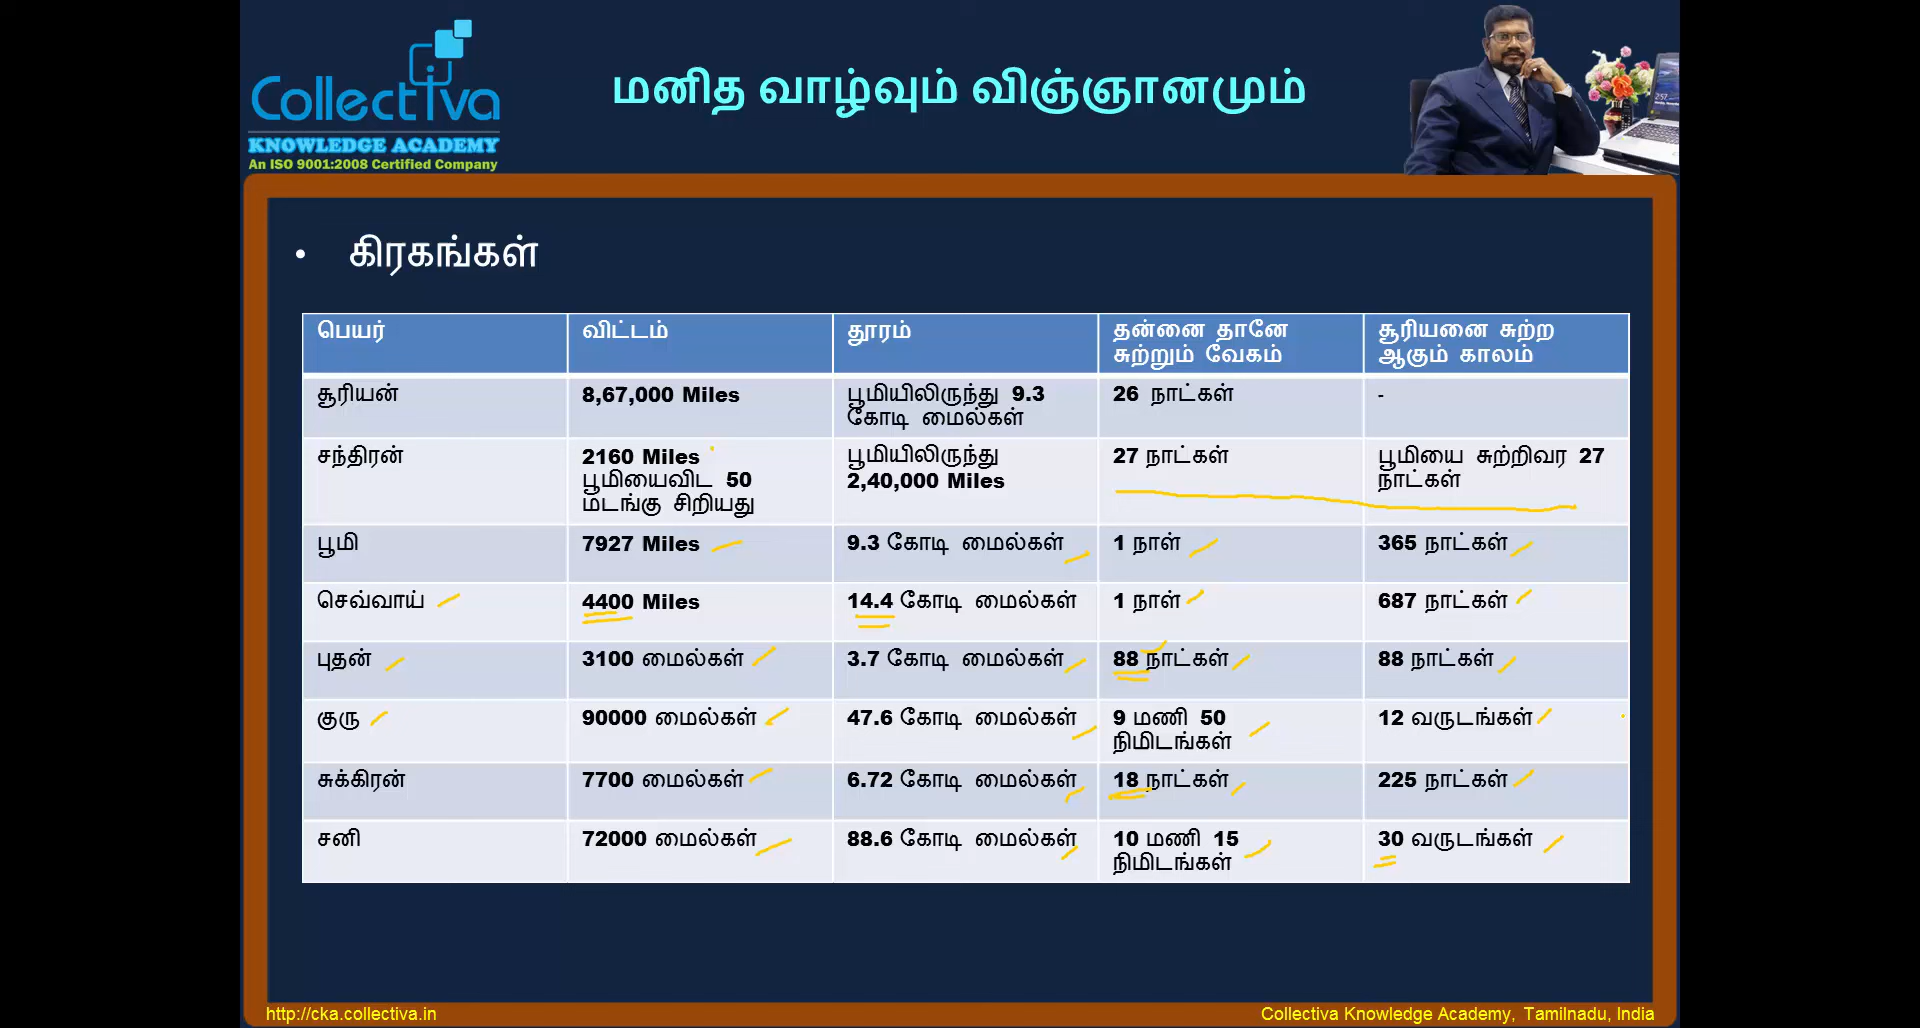 Collectiva
KNOWLEDGE ACADEMY
An ISO 9001:2008 Certified Company
மனித வாழ்வும் விஞ்ஞானமும்
• கிரகங்கள்
பெயர்
விட்டம்
தூரம்
தன்னை தானே
சுற்றும் வேகம்
சூரியனை சுற்ற
ஆகும் காலம்
சூரியன்
8,67,000 Miles
பூமியிலிருந்து 9.3
கோடி மைல்கள்
26 நாட்கள்
-
சந்திரன்
2160 Miles
பூமியைவிட 50
மடங்கு சிறியது
பூமியிலிருந்து
2,40,000 Miles
27 நாட்கள்
பூமியை சுற்றிவர 27
நாட்கள்
பூமி
7927 Miles
9.3 கோடி மைல்கள்
1 நாள்
365 நாட்கள்
செவ்வாய்
4400 Miles
14.4 கோடி மைல்கள்
1 நாள்
687 நாட்கள்
புதன்
3100 மைல்கள்
3.7 கோடி மைல்கள்
88 நாட்கள்
88 நாட்கள்
குரு
90000 மைல்கள்
47.6 கோடி மைல்கள்
9 மணி 50
நிமிடங்கள்
12 வருடங்கள்
சுக்கிரன்
7700 மைல்கள்
6.72 கோடி மைல்கள்
18 நாட்கள்
225 நாட்கள்
சனி
72000 மைல்கள்
88.6 கோடி மைல்கள்
10 மணி 15
நிமிடங்கள்
30 வருடங்கள்
http://cka.collectiva.in
Collectiva Knowledge Academy, Tamilnadu, India